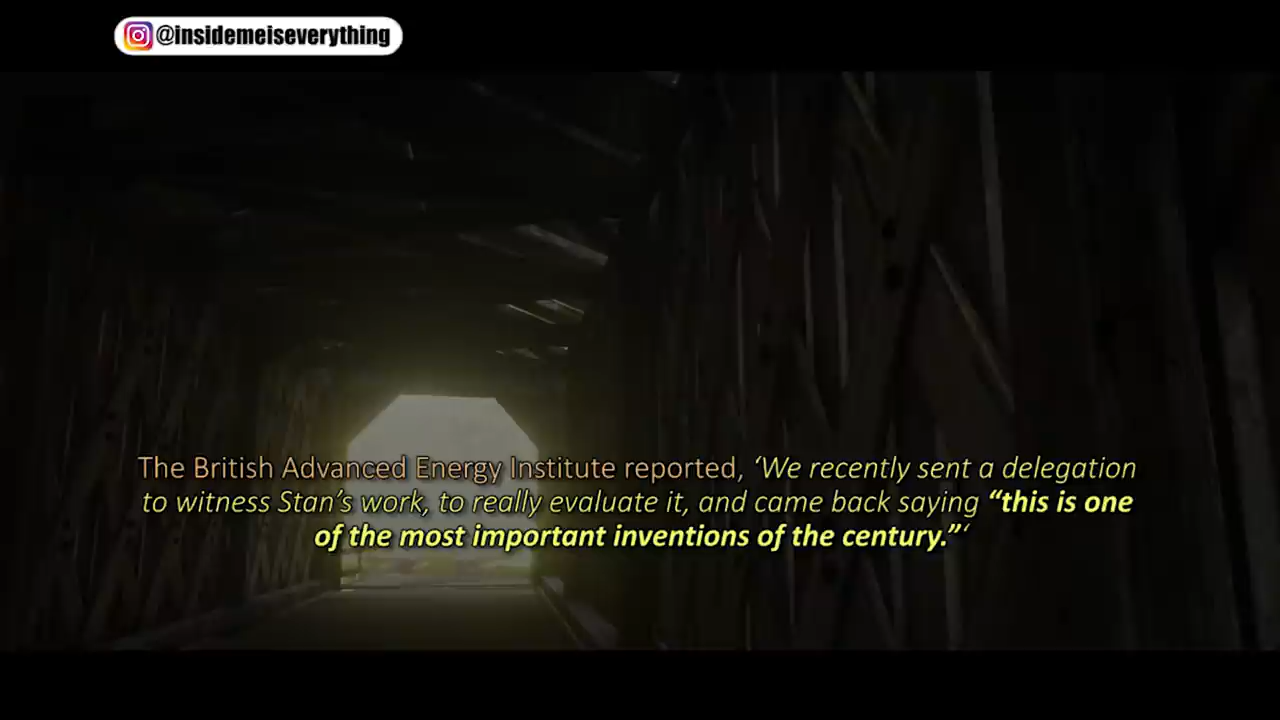 @insidemeiseverything
The British Advanced Energy Institute reported, ‘We recently sent a delegation
to witness Stan’s work, to really evaluate it, and came back saying “this is one
of the most important inventions of the century.”‘